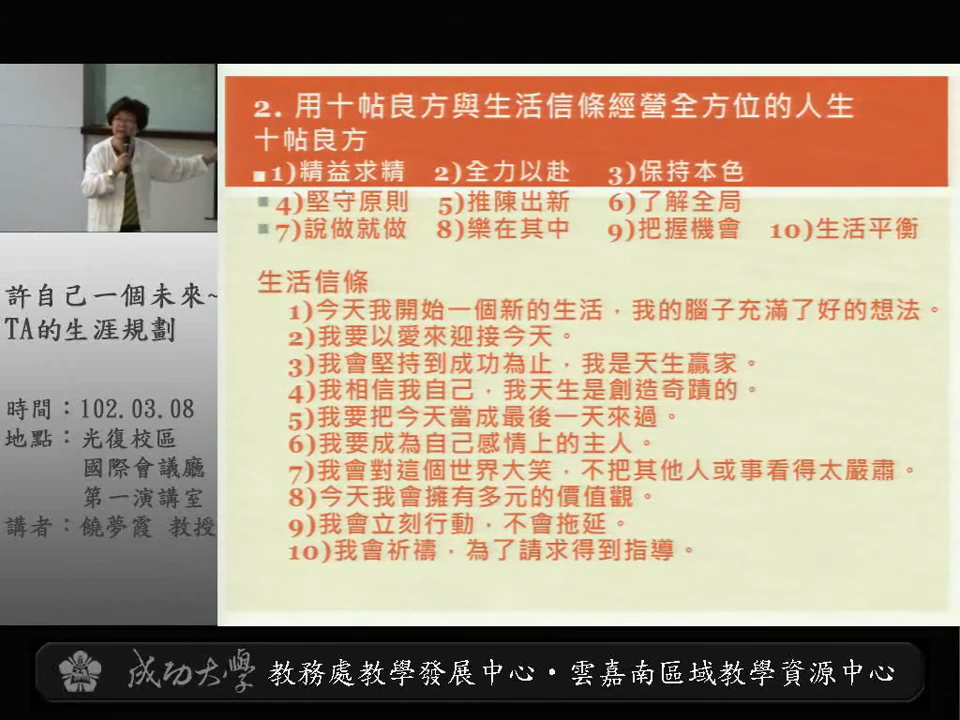 2. 用十帖良方與生活信條經營全方位的人生
十帖良方
1)精益求精 2)全力以赴 3)保持本色
4)堅守原則 5)推陳出新 6)了解全局
7)說做就做 8)樂在其中 9)把握機會 10)生活平衡
生活信條
1)今天我開始一個新的生活，我的腦子充滿了好的想法。
2)我要以愛來迎接今天。
3)我會堅持到成功為止，我是天生贏家。
4)我相信我自己，我天生是創造奇蹟的。
5)我要把今天當成最後一天來過。
6)我要成為自己感情上的主人。
7)我會對這個世界大笑，不把其他人或事看得太嚴肅。
8)今天我會擁有多元的價值觀。
9)我會立刻行動，不會拖延。
10)我會祈禱，為了請求得到指導。
許自己一個未來~
TA的生涯規劃
時間：102.03.08
地點：光復校區
國際會議廳
第一演講室
講者：饒夢霞 教授
成功大學 教務處教學發展中心・雲嘉南區域教學資源中心